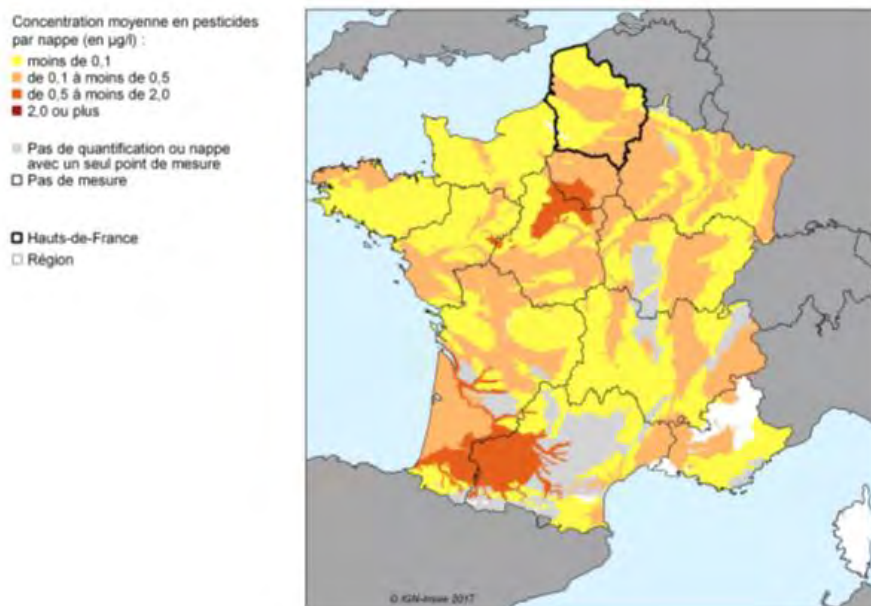 Concentration moyenne en pesticides
par nappe (en µg/l) :
moins de 0,1
de 0,1 à moins de 0,5
de 0,5 à moins de 2,0
2,0 ou plus
Pas de quantification ou nappe
avec un seul point de mesure
Pas de mesure
Hauts-de-France
Région
© IGN-Insee 2017